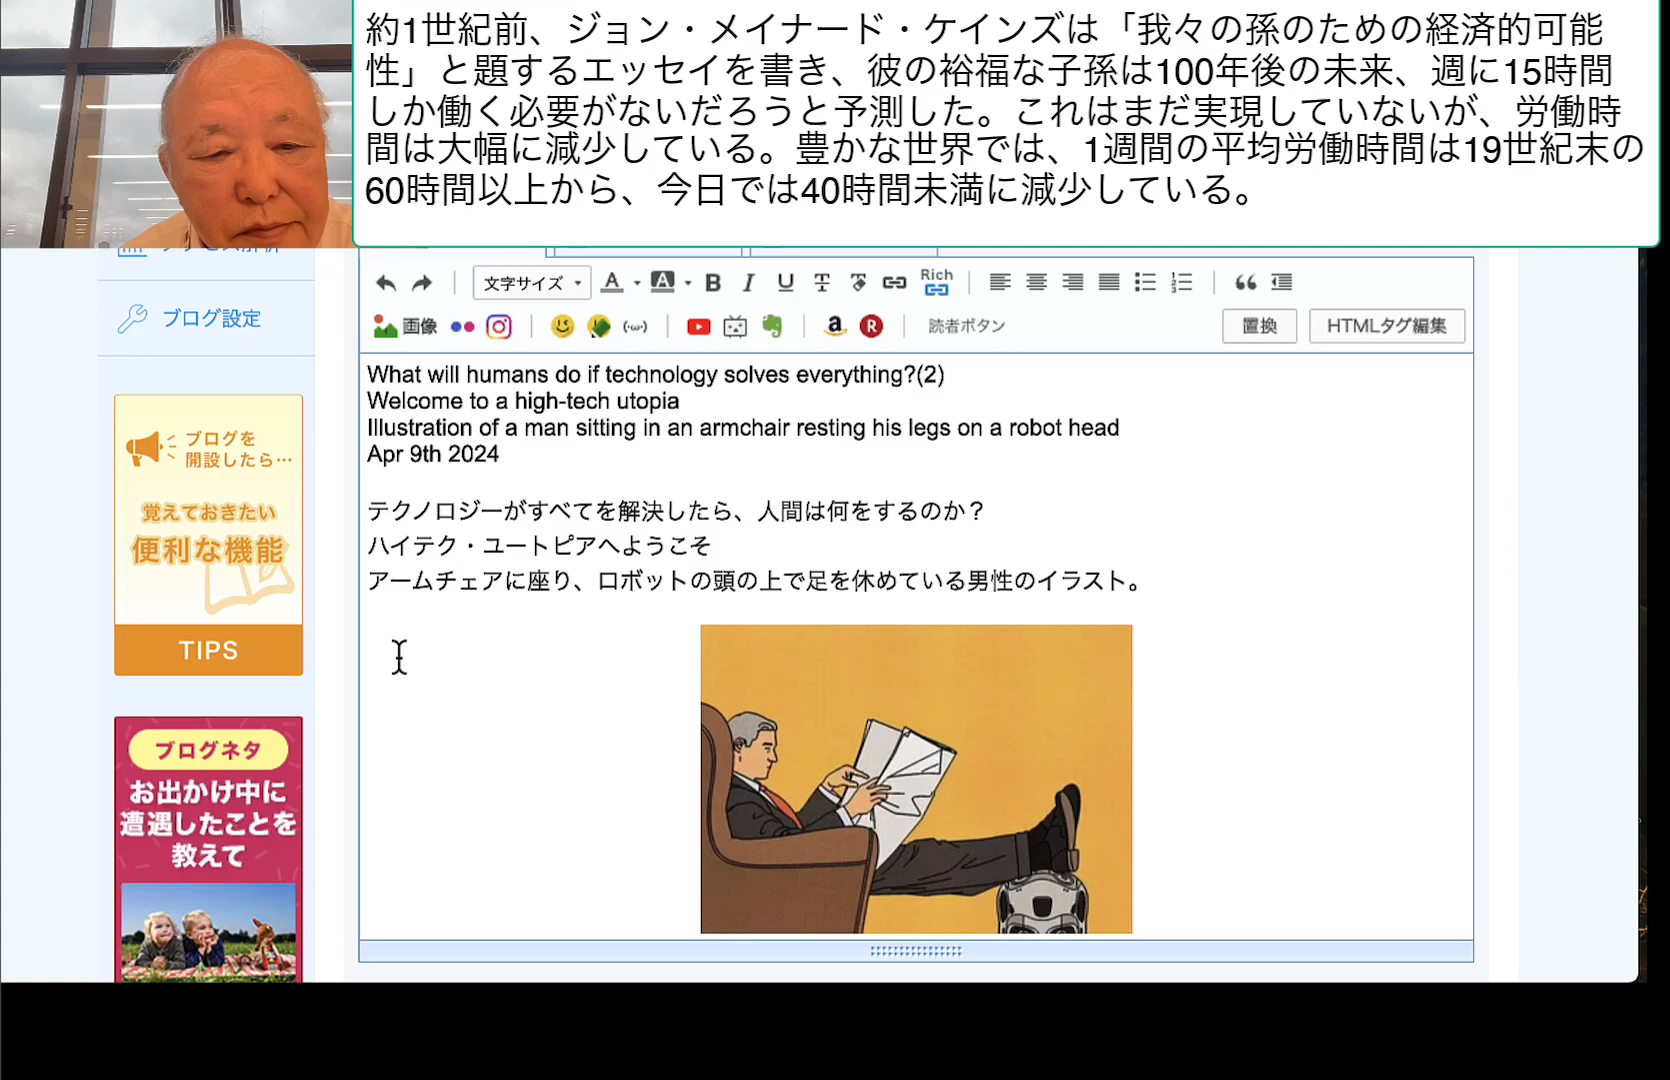 約1世紀前、ジョン・メイナード・ケインズは「我々の孫のための経済的可能
性」と題するエッセイを書き、彼の裕福な子孫は100年後の未来、週に15時間
しか働く必要がないだろうと予測した。これはまだ実現していないが、労働時
間は大幅に減少している。豊かな世界では、1週間の平均労働時間は19世紀末の
60時間以上から、今日では40時間未満に減少している。
ブログ設定
ブログを
開設したら…
覚えておきたい
便利な機能
TIPS
ブログネタ
お出かけ中に
遭遇したことを
教えて
文字サイズ
A
A
B
I
U
T
Rich
画像
読者ボタン
置換
HTMLタグ編集
What will humans do if technology solves everything?(2)
Welcome to a high-tech utopia
Illustration of a man sitting in an armchair resting his legs on a robot head
Apr 9th 2024
テクノロジーがすべてを解決したら、人間は何をするのか？
ハイテク・ユートピアへようこそ
アームチェアに座り、ロボットの頭の上で足を休めている男性のイラスト。